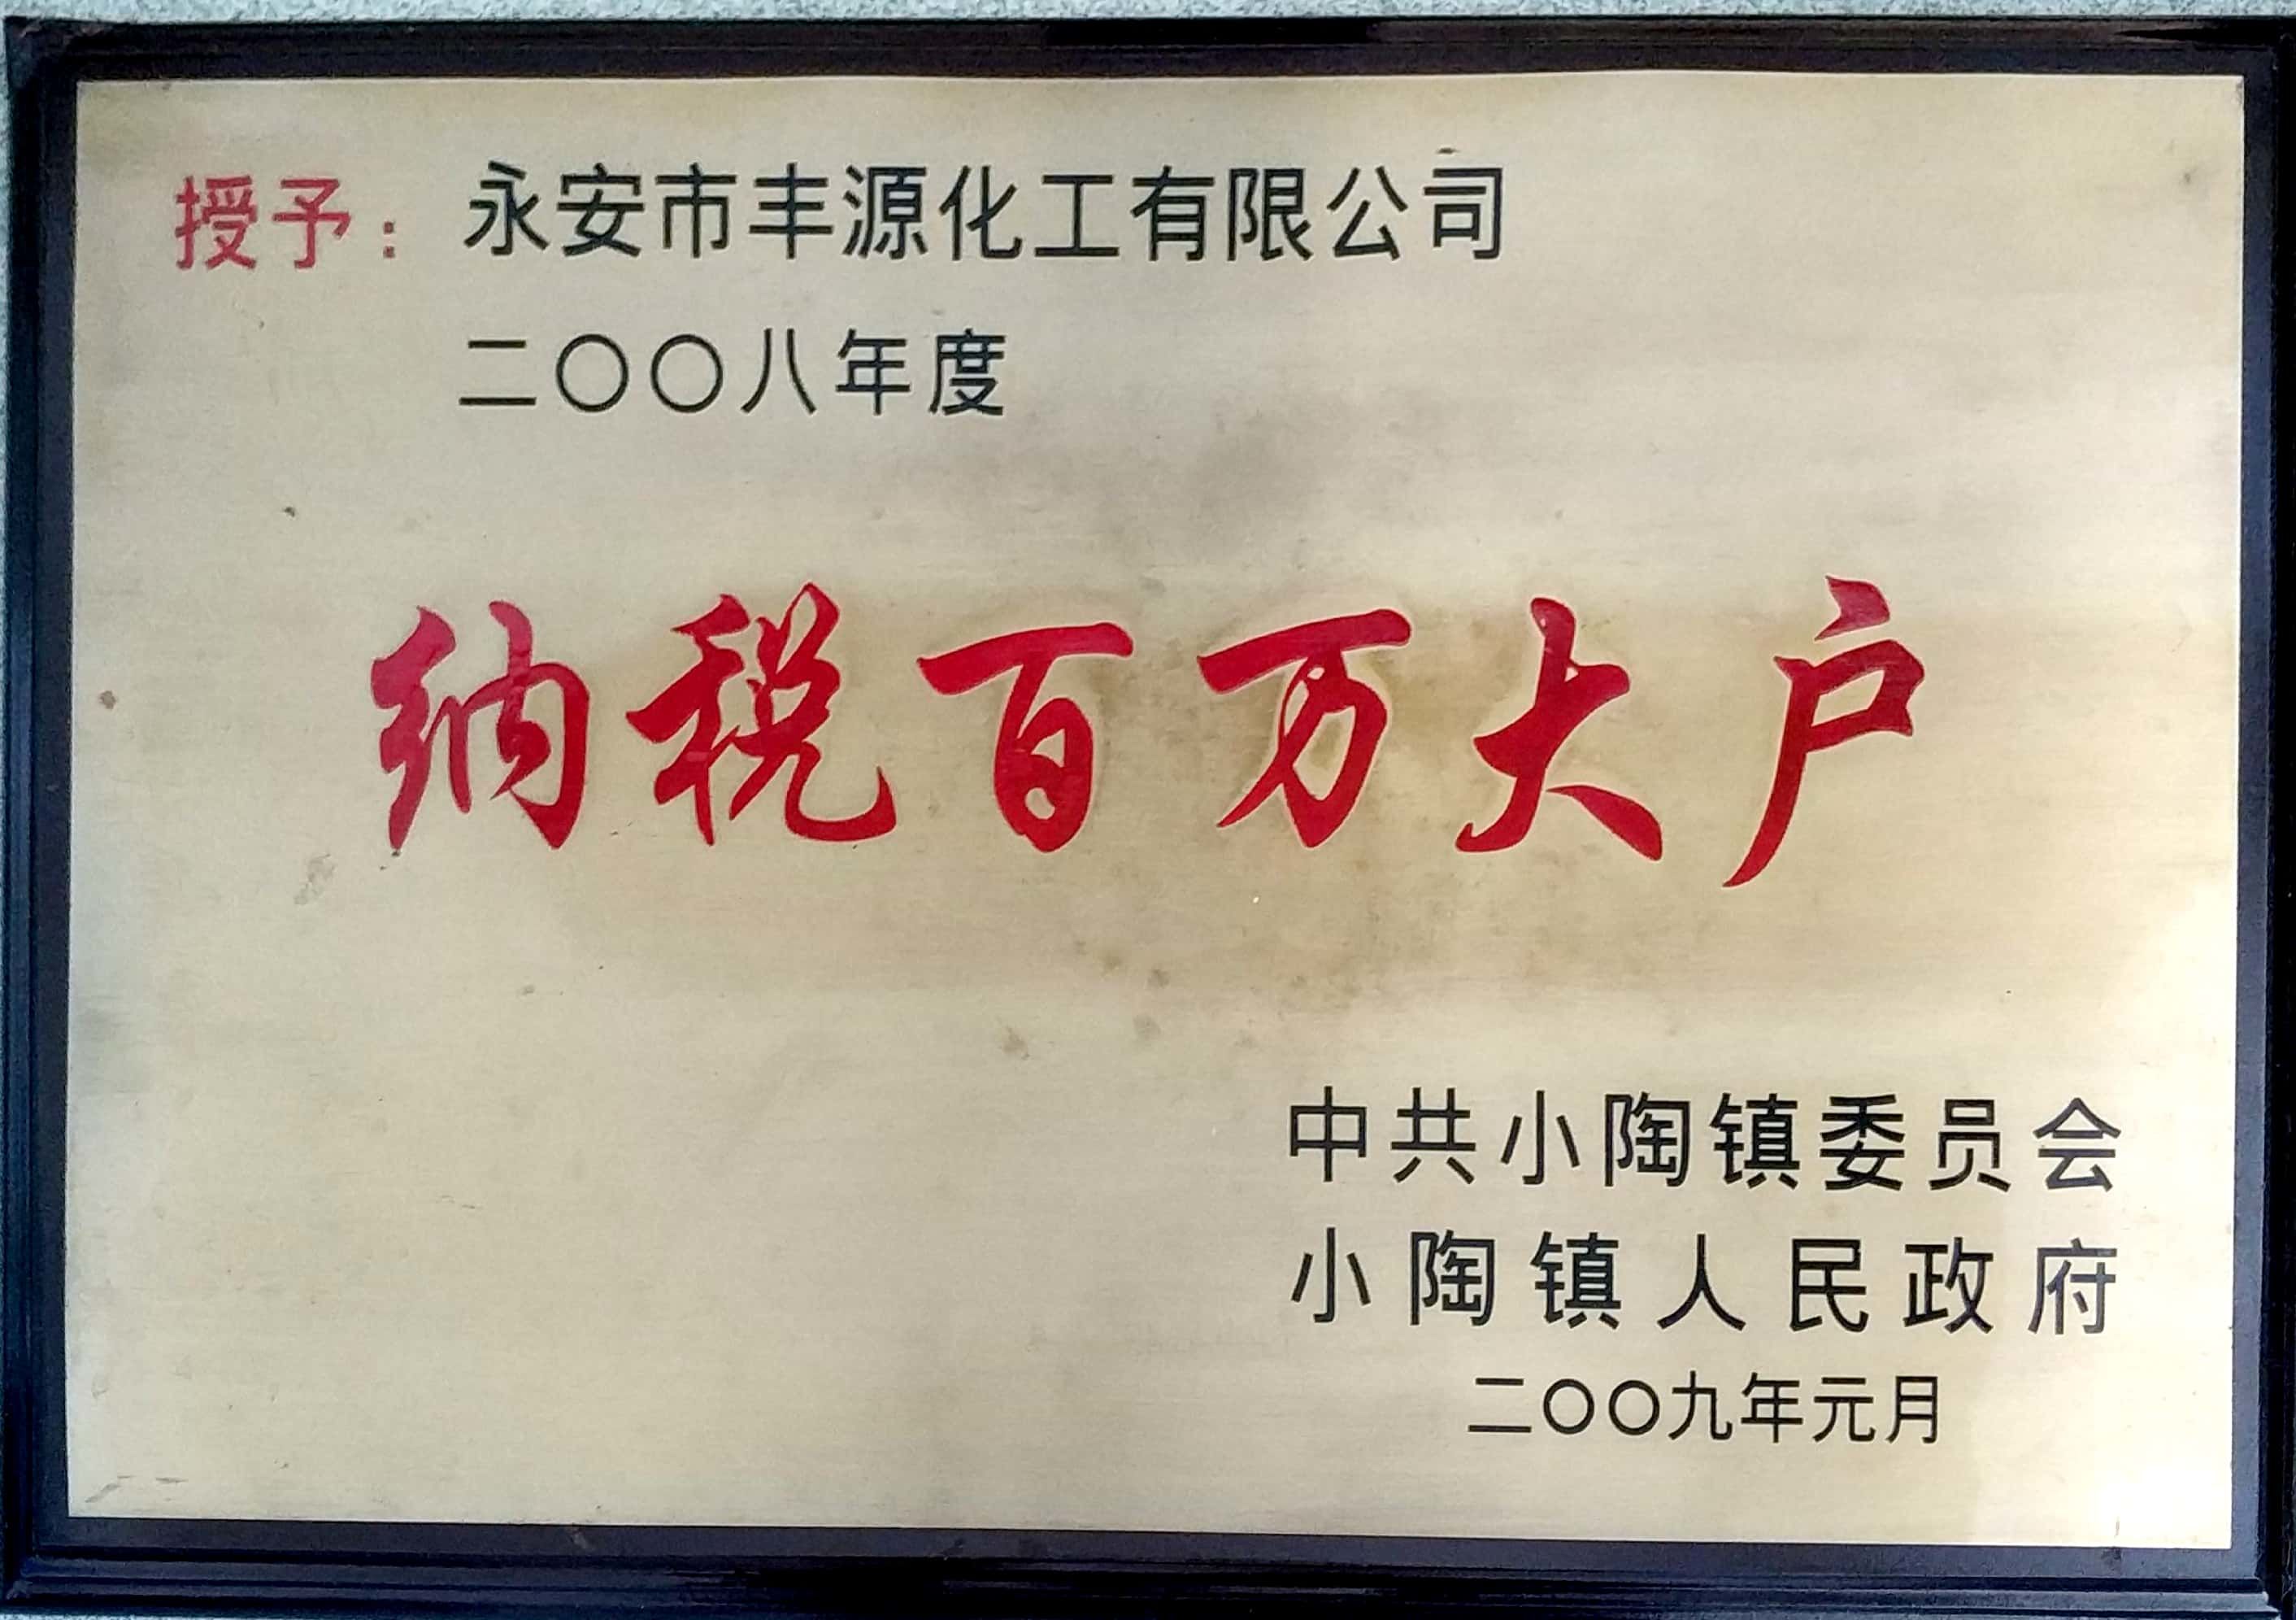 授予：永安市丰源化工有限公司
二〇〇八年度
纳税百万大户
中共小陶镇委员会
小陶镇人民政府
二〇〇九年元月